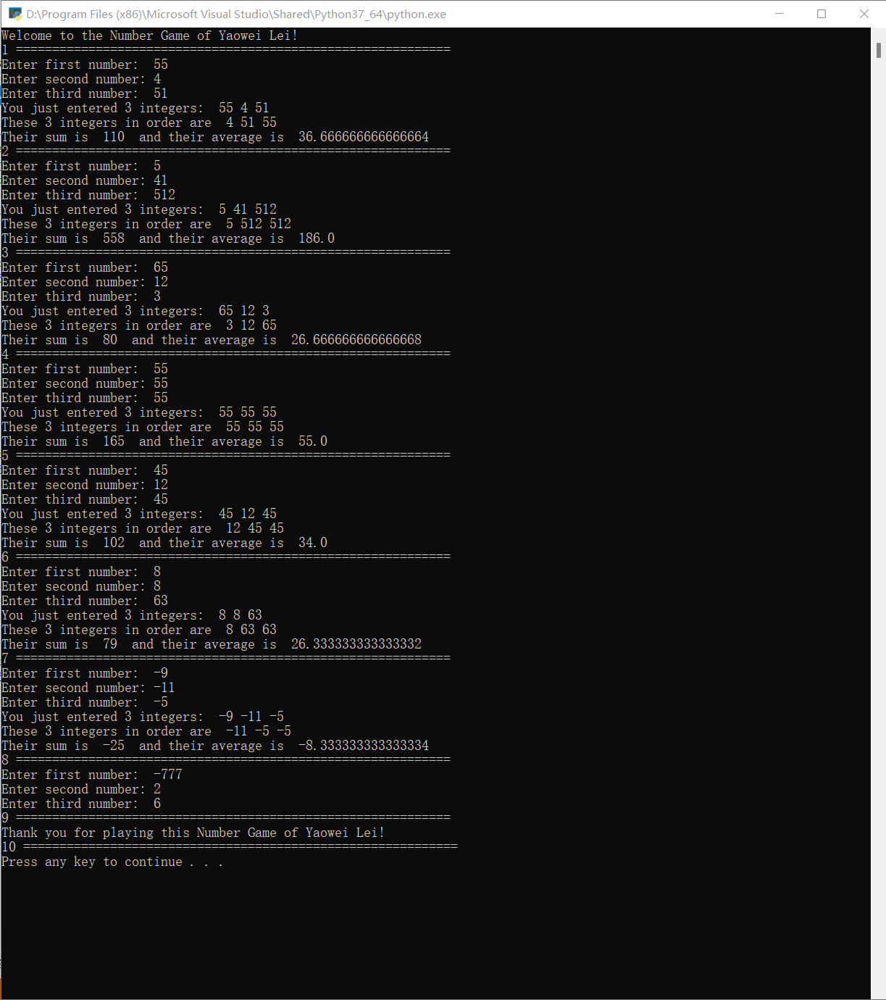 D:\Program Files (x86)\Microsoft Visual Studio\Shared\Python37_64\python.exe
Welcome to the Number Game of Yaowei Lei!
1 ============================================================
Enter first number:  55
Enter second number: 4
Enter third number:  51
You just entered 3 integers:  55 4 51
These 3 integers in order are  4 51 55
Their sum is  110  and their average is  36.666666666666664
2 ============================================================
Enter first number:  5
Enter second number: 41
Enter third number:  512
You just entered 3 integers:  5 41 512
These 3 integers in order are  5 512 512
Their sum is  558  and their average is  186.0
3 ============================================================
Enter first number:  65
Enter second number: 12
Enter third number:  3
You just entered 3 integers:  65 12 3
These 3 integers in order are  3 12 65
Their sum is  80  and their average is  26.666666666666668
4 ============================================================
Enter first number:  55
Enter second number: 55
Enter third number:  55
You just entered 3 integers:  55 55 55
These 3 integers in order are  55 55 55
Their sum is  165  and their average is  55.0
5 ============================================================
Enter first number:  45
Enter second number: 12
Enter third number:  45
You just entered 3 integers:  45 12 45
These 3 integers in order are  12 45 45
Their sum is  102  and their average is  34.0
6 ============================================================
Enter first number:  8
Enter second number: 8
Enter third number:  63
You just entered 3 integers:  8 8 63
These 3 integers in order are  8 63 63
Their sum is  79  and their average is  26.333333333333332
7 ============================================================
Enter first number:  -9
Enter second number: -11
Enter third number:  -5
You just entered 3 integers:  -9 -11 -5
These 3 integers in order are  -11 -5 -5
Their sum is  -25  and their average is  -8.333333333333334
8 ============================================================
Enter first number:  -777
Enter second number: 2
Enter third number:  6
9 ============================================================
Thank you for playing this Number Game of Yaowei Lei!
10 ============================================================
Press any key to continue . . .